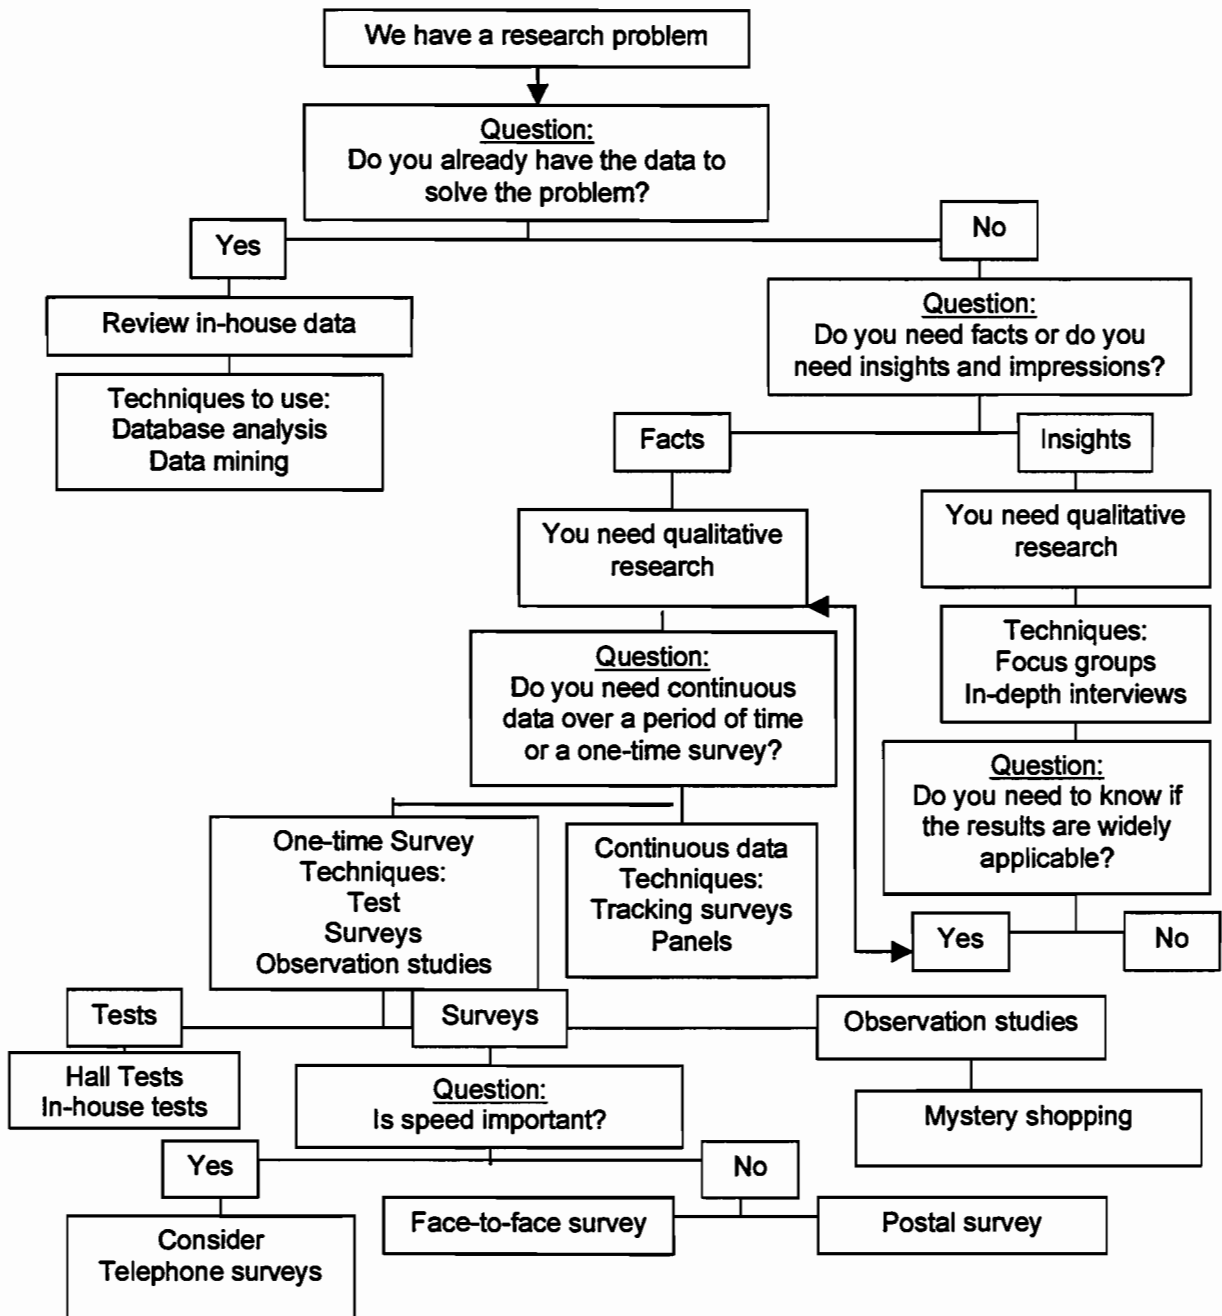 We have a research problem
Question:
Do you already have the data to
solve the problem?
Yes
No
Review in-house data
Techniques to use:
Database analysis
Data mining
Question:
Do you need facts or do you
need insights and impressions?
Facts
Insights
You need qualitative
research
You need qualitative
research
Techniques:
Focus groups
In-depth interviews
Question:
Do you need continuous
data over a period of time
or a one-time survey?
Question:
Do you need to know if
the results are widely
applicable?
Yes
No
One-time Survey
Techniques:
Test
Surveys
Observation studies
Continuous data
Techniques:
Tracking surveys
Panels
Tests
Surveys
Observation studies
Hall Tests
In-house tests
Question:
Is speed important?
Mystery shopping
Yes
No
Consider
Telephone surveys
Face-to-face survey
Postal survey